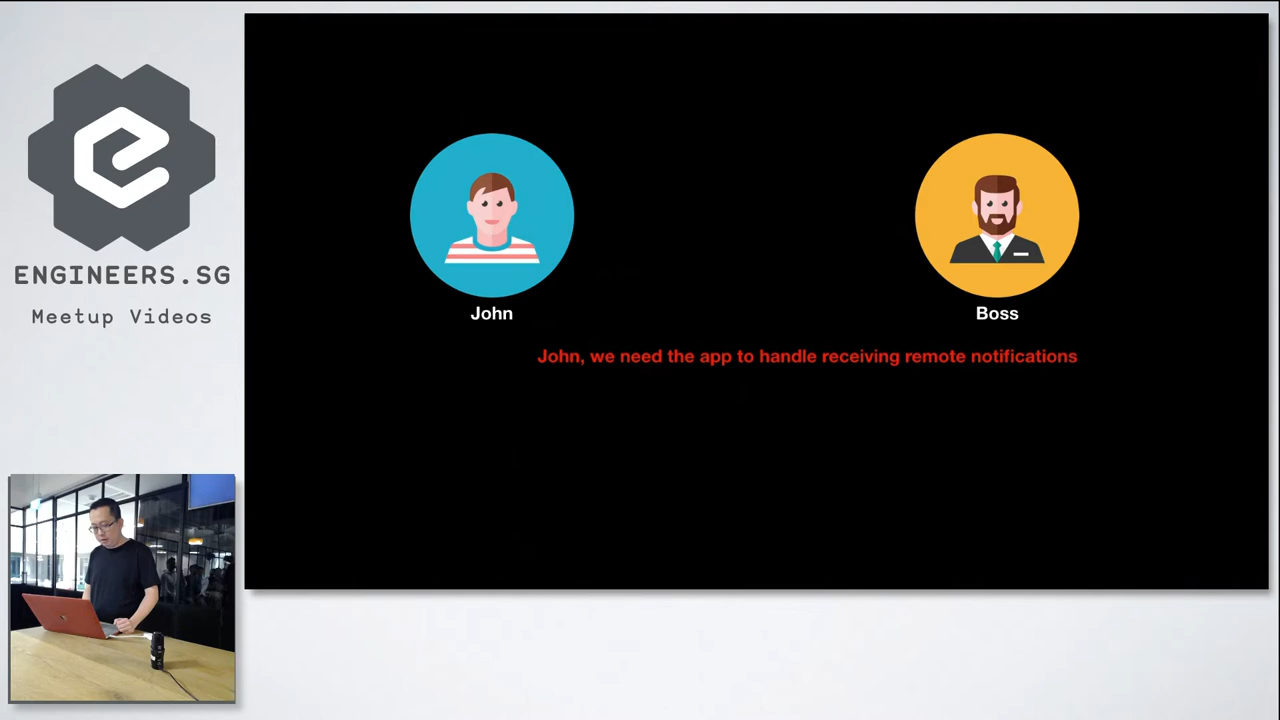 ENGINEERS.SG
Meetup Videos
John
Boss
John, we need the app to handle receiving remote notifications